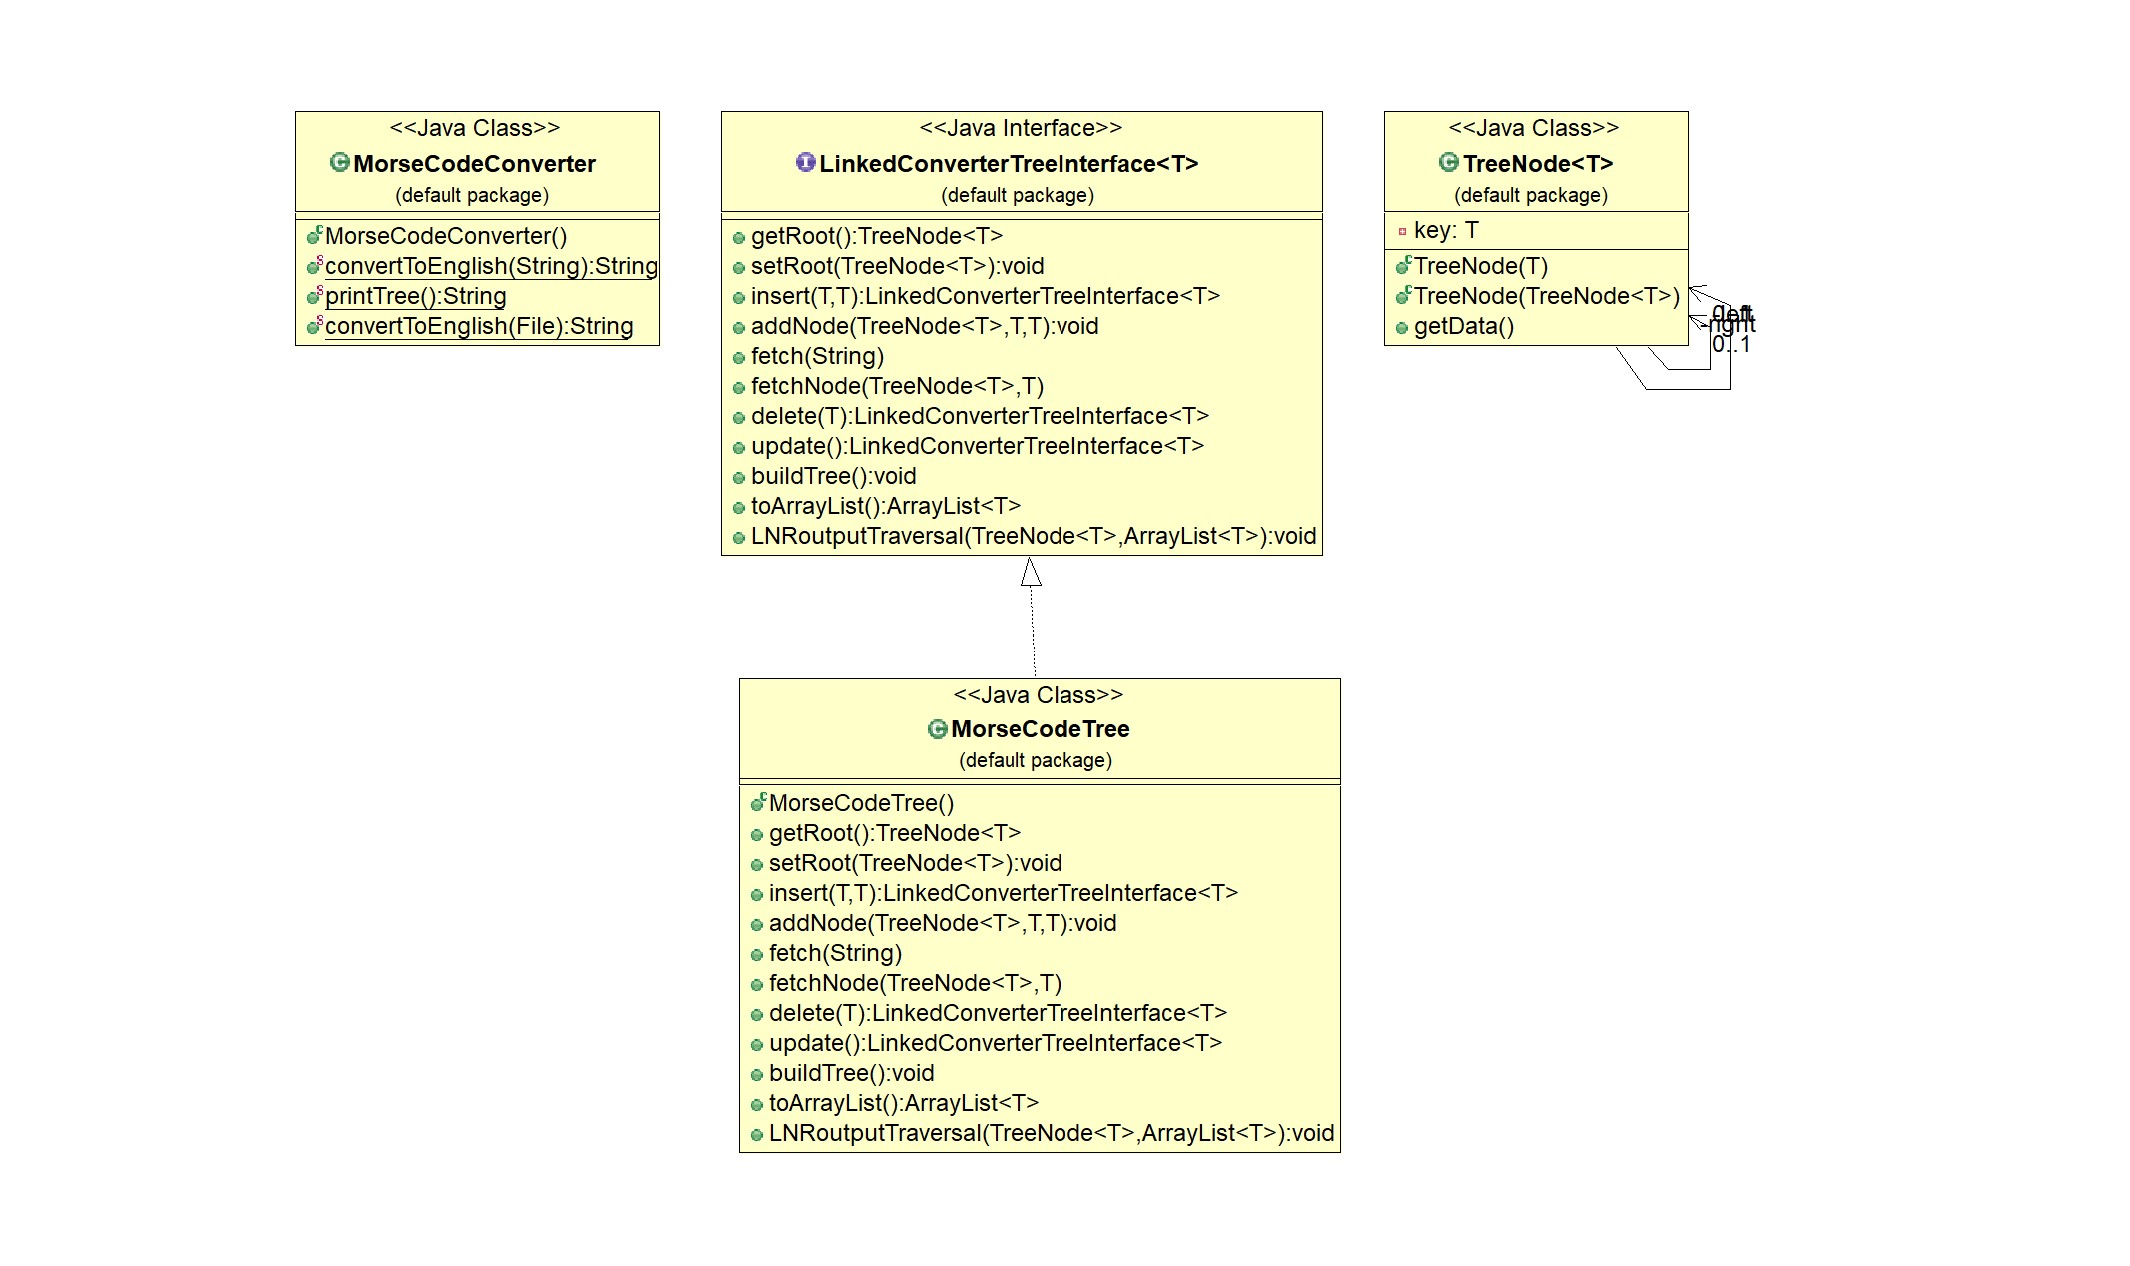 <<Java Class>>
MorseCodeConverter
(default package)
MorseCodeConverter()
convertToEnglish(String):String
printTree():String
convertToEnglish(File):String
<<Java Interface>>
LinkedConverterTreeInterface<T>
(default package)
getRoot():TreeNode<T>
setRoot(TreeNode<T>):void
insert(T,T):LinkedConverterTreeInterface<T>
addNode(TreeNode<T>,T,T):void
fetch(String)
fetchNode(TreeNode<T>,T)
delete(T):LinkedConverterTreeInterface<T>
update():LinkedConverterTreeInterface<T>
buildTree():void
toArrayList():ArrayList<T>
LNRoutputTraversal(TreeNode<T>,ArrayList<T>):void
<<Java Class>>
TreeNode<T>
(default package)
key: T
TreeNode(T)
TreeNode(TreeNode<T>)
getData()
-left
-right
0..1
<<Java Class>>
MorseCodeTree
(default package)
MorseCodeTree()
getRoot():TreeNode<T>
setRoot(TreeNode<T>):void
insert(T,T):LinkedConverterTreeInterface<T>
addNode(TreeNode<T>,T,T):void
fetch(String)
fetchNode(TreeNode<T>,T)
delete(T):LinkedConverterTreeInterface<T>
update():LinkedConverterTreeInterface<T>
buildTree():void
toArrayList():ArrayList<T>
LNRoutputTraversal(TreeNode<T>,ArrayList<T>):void